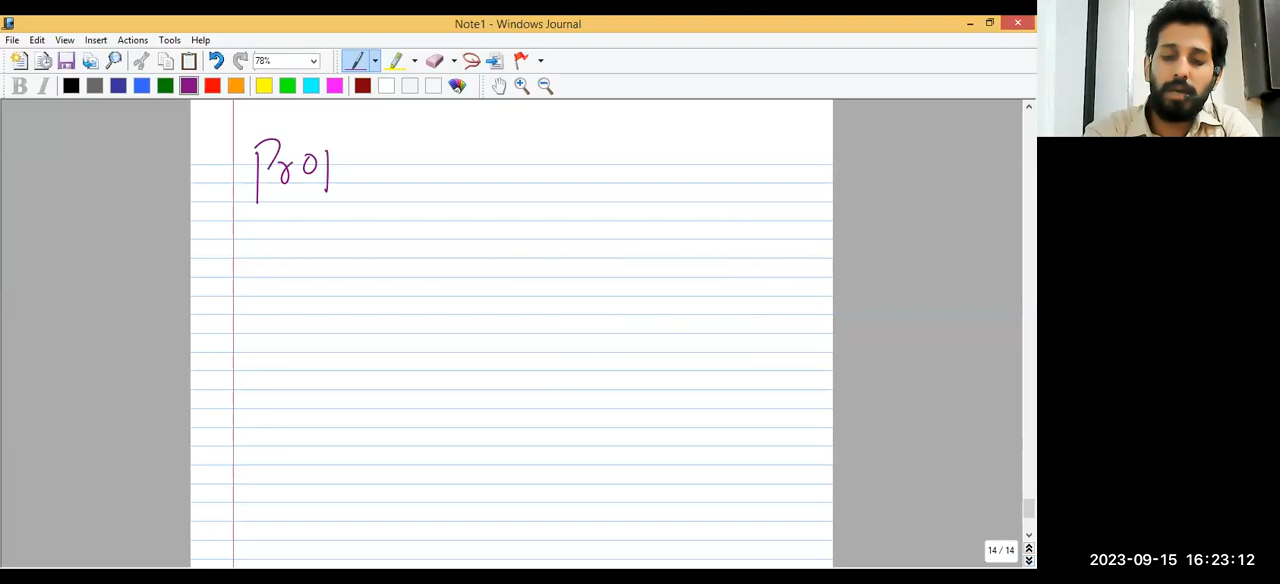 Note1 - Windows Journal
File Edit View Insert Actions Tools Help
78%
B I
Pro
14 / 14
2023-09-15 16:23:12